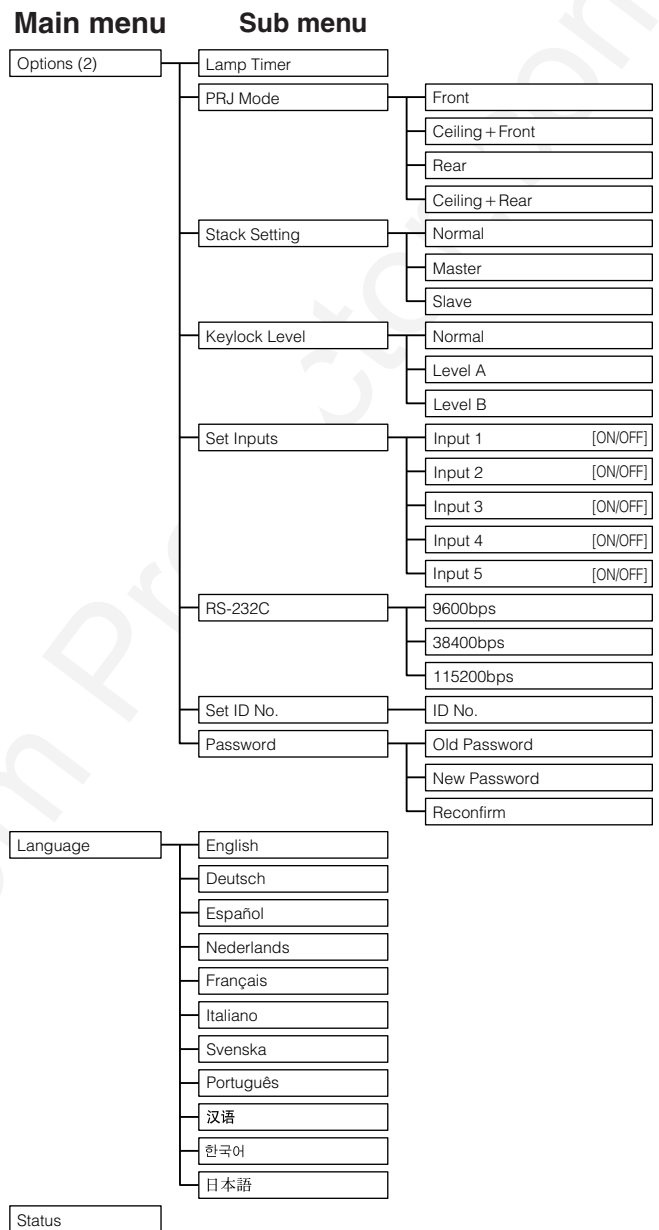 Main menu Sub menu
Options (2) Lamp Timer
PRJ Mode Front
Ceiling+Front
Rear
Ceiling+Rear
Stack Setting Normal
Master
Slave
Keylock Level Normal
Level A
Level B
Set Inputs Input 1 [ON/OFF]
Input 2 [ON/OFF]
Input 3 [ON/OFF]
Input 4 [ON/OFF]
Input 5 [ON/OFF]
RS-232C 9600bps
38400bps
115200bps
Set ID No. ID No.
Password Old Password
New Password
Reconfirm
Language English
Deutsch
Español
Nederlands
Français
Italiano
Svenska
Português
汉语
한국어
日本語
Status